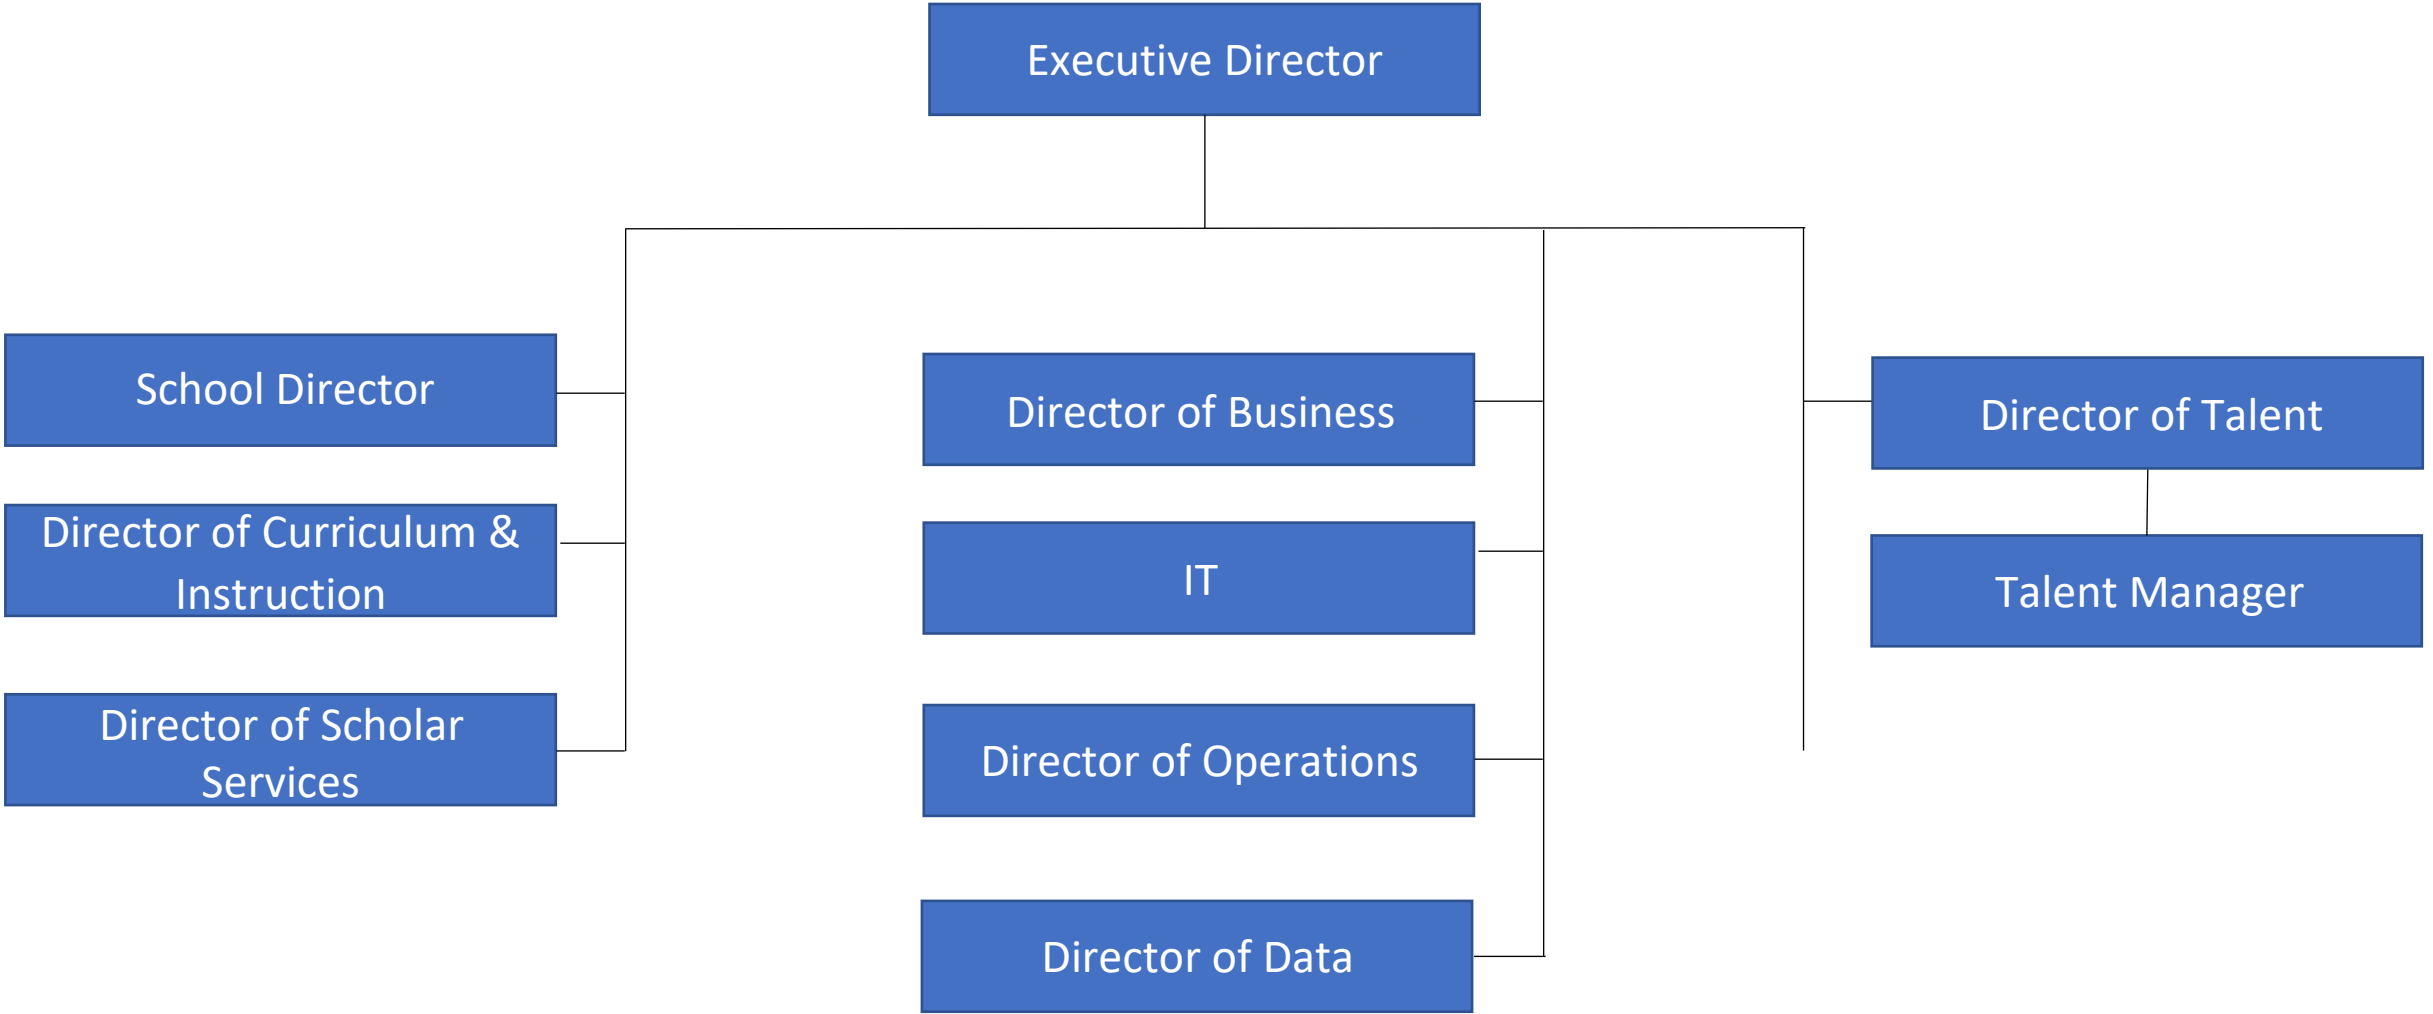 Executive Director
School Director
Director of Curriculum &
Instruction
Director of Scholar
Services
Director of Business
IT
Director of Operations
Director of Data
Director of Talent
Talent Manager